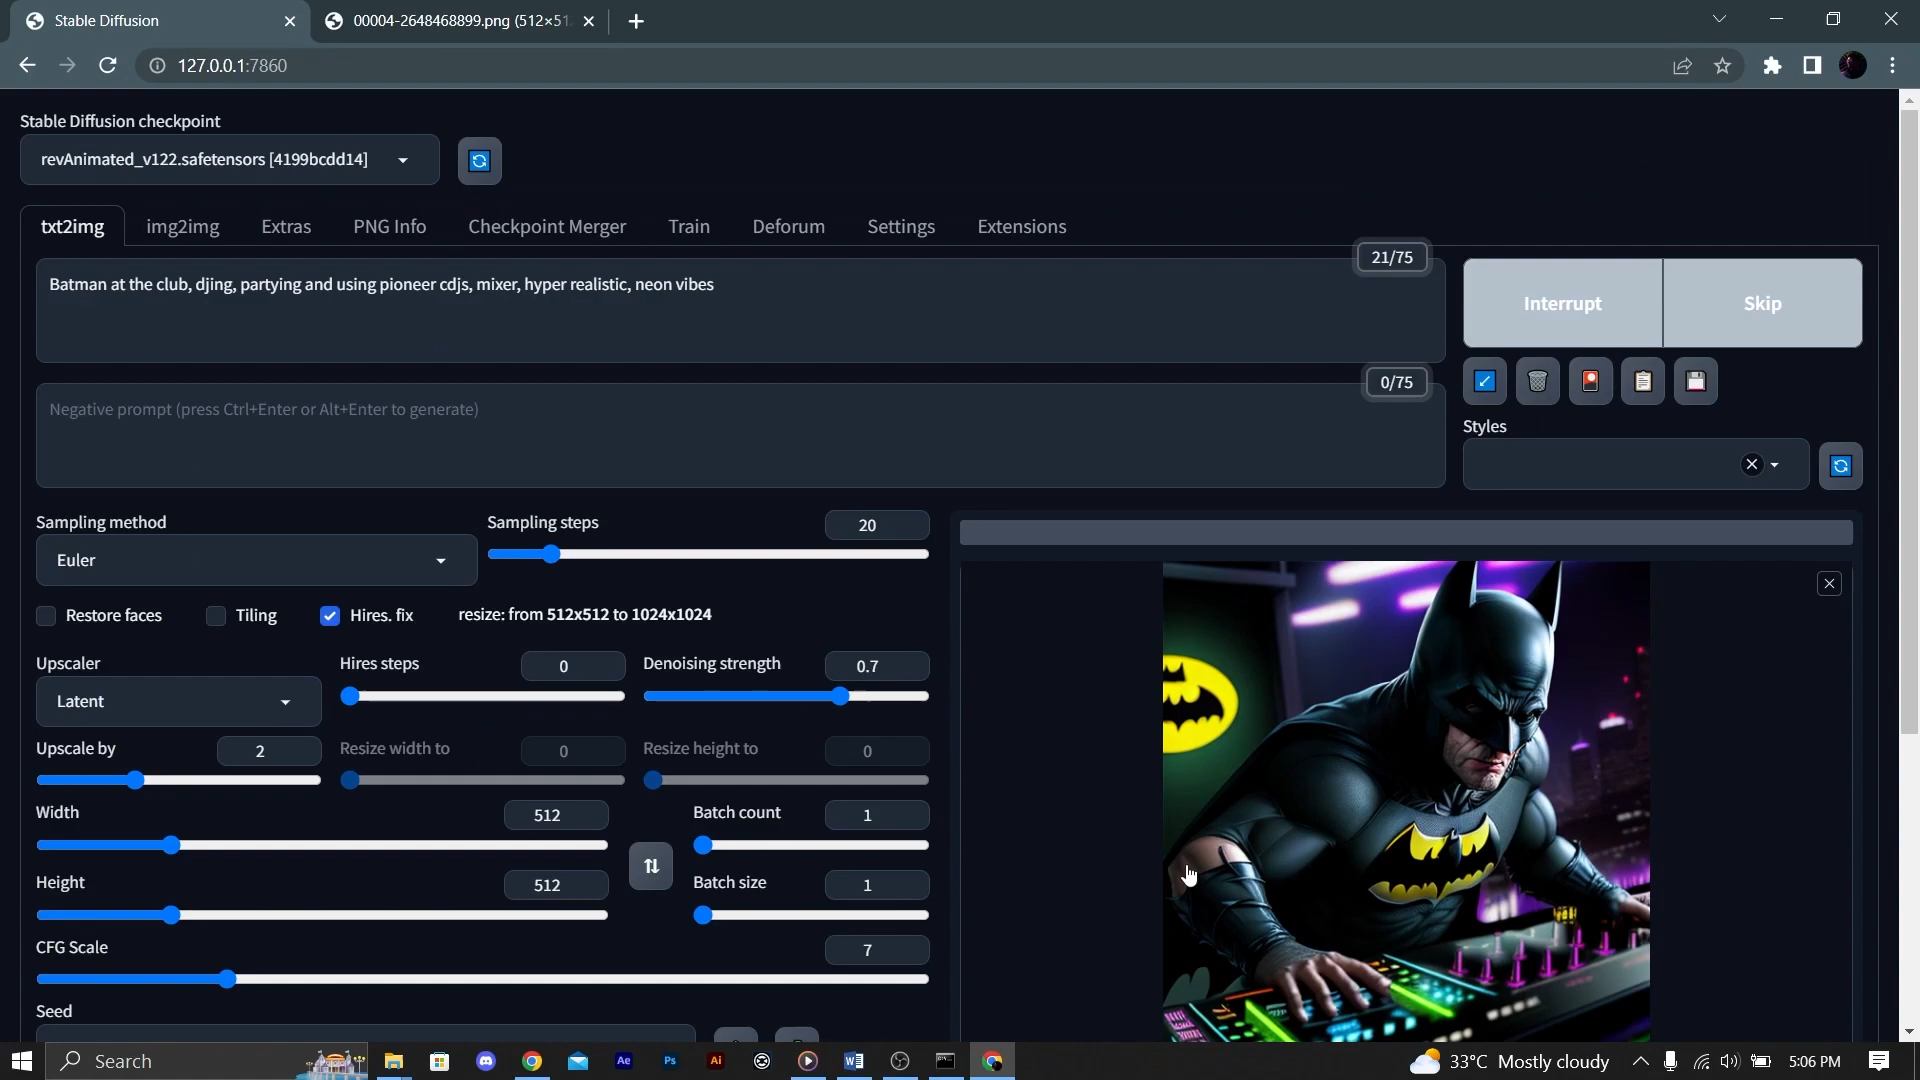 Stable Diffusion
00004-2648468899.png (512×51
127.0.0.1:7860
Stable Diffusion checkpoint
revAnimated_v122.safetensors [4199bcdd14]
txt2img img2img Extras PNG Info Checkpoint Merger Train Deforum Settings Extensions
21/75
Batman at the club, djing, partying and using pioneer cdjs, mixer, hyper realistic, neon vibes
Interrupt Skip
0/75
Negative prompt (press Ctrl+Enter or Alt+Enter to generate)
Styles
Sampling method
Euler
Sampling steps 20
Restore faces Tiling Hires. fix resize: from 512x512 to 1024x1024
Upscaler
Latent
Hires steps 0
Denoising strength 0.7
Upscale by 2
Resize width to 0
Resize height to 0
Width 512
Batch count 1
Height 512
Batch size 1
CFG Scale 7
Seed
Search
Ae
Ps
Ai
33°C Mostly cloudy
5:06 PM